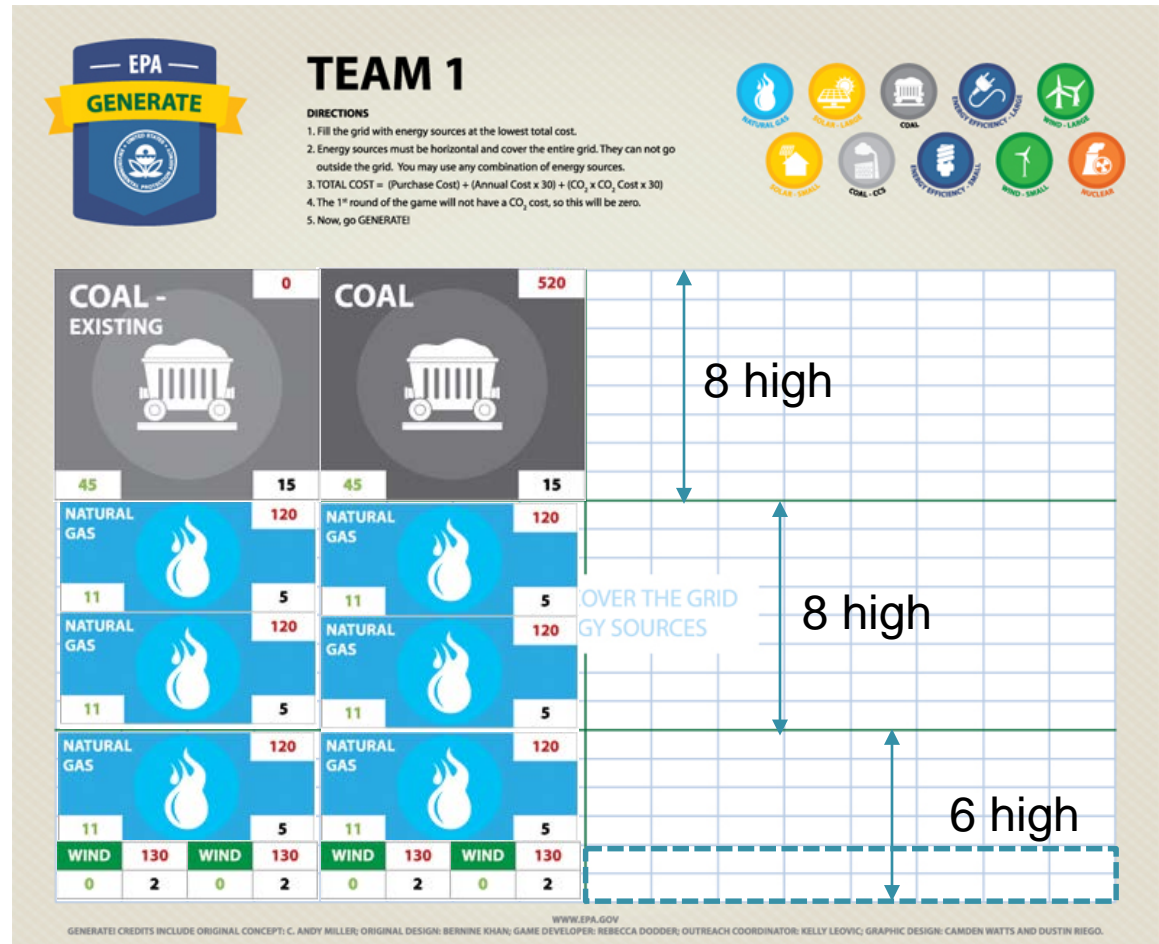 EPA
GENERATE
UNITED STATES
ENVIRONMENTAL PROTECTION AGENCY
TEAM 1
DIRECTIONS
1. Fill the grid with energy sources at the lowest total cost.
2. Energy sources must be horizontal and cover the entire grid. They can not go
outside the grid. You may use any combination of energy sources.
3. TOTAL COST = (Purchase Cost) + (Annual Cost x 30) + (CO₂ x CO₂ Cost x 30)
4. The 1st round of the game will not have a CO₂ cost, so this will be zero.
5. Now, go GENERATE!
NATURAL GAS
SOLAR - LARGE
COAL
ENERGY EFFICIENCY - LARGE
WIND - LARGE
SOLAR - SMALL
COAL - CCS
ENERGY EFFICIENCY - SMALL
WIND - SMALL
NUCLEAR
COAL -
EXISTING
0
45
15
COAL
520
45
15
8 high
NATURAL
GAS
120
11
5
NATURAL
GAS
120
11
5
NATURAL
GAS
120
11
5
NATURAL
GAS
120
11
5
OVER THE GRID
GY SOURCES
8 high
NATURAL
GAS
120
11
5
NATURAL
GAS
120
11
5
6 high
WIND 130 WIND 130 WIND 130 WIND 130
0 2 0 2 0 2 0 2
WWW.EPA.GOV
GENERATE! CREDITS INCLUDE ORIGINAL CONCEPT: C. ANDY MILLER; ORIGINAL DESIGN: BERNINE KHAN; GAME DEVELOPER: REBECCA DODDER; OUTREACH COORDINATOR: KELLY LEOVIC; GRAPHIC DESIGN: CAMDEN WATTS AND DUSTIN RIEGO.